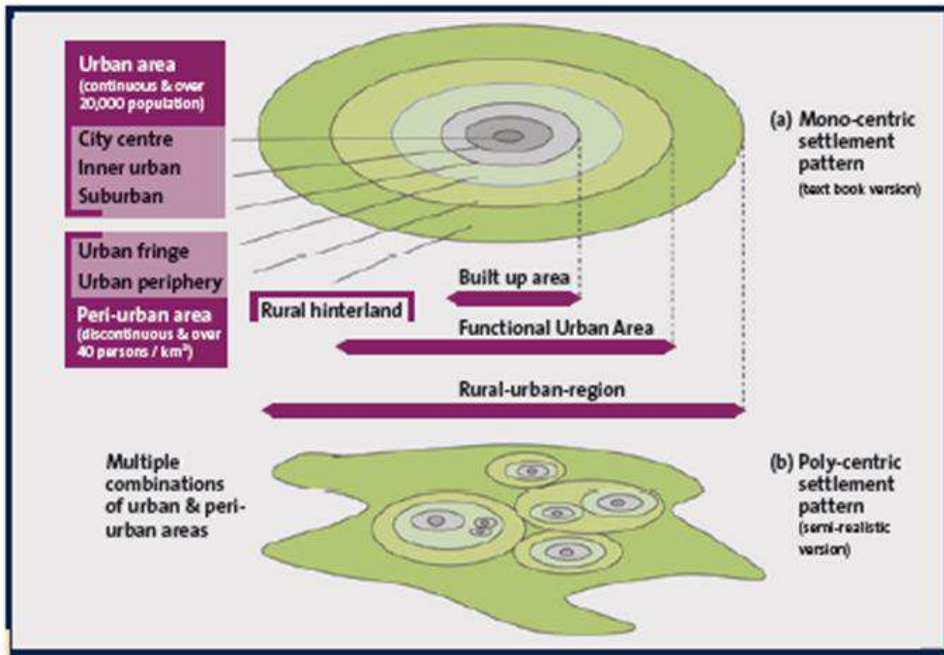 Urban area
(continuous & over
20,000 population)
City centre
Inner urban
Suburban
Urban fringe
Urban periphery
Peri-urban area
(discontinuous & over
40 persons / km²)
Rural hinterland
Built up area
Functional Urban Area
Rural-urban-region
(a) Mono-centric
settlement
pattern
(text book version)
Multiple
combinations
of urban & peri-
urban areas
(b) Poly-centric
settlement
pattern
(semi-realistic
version)